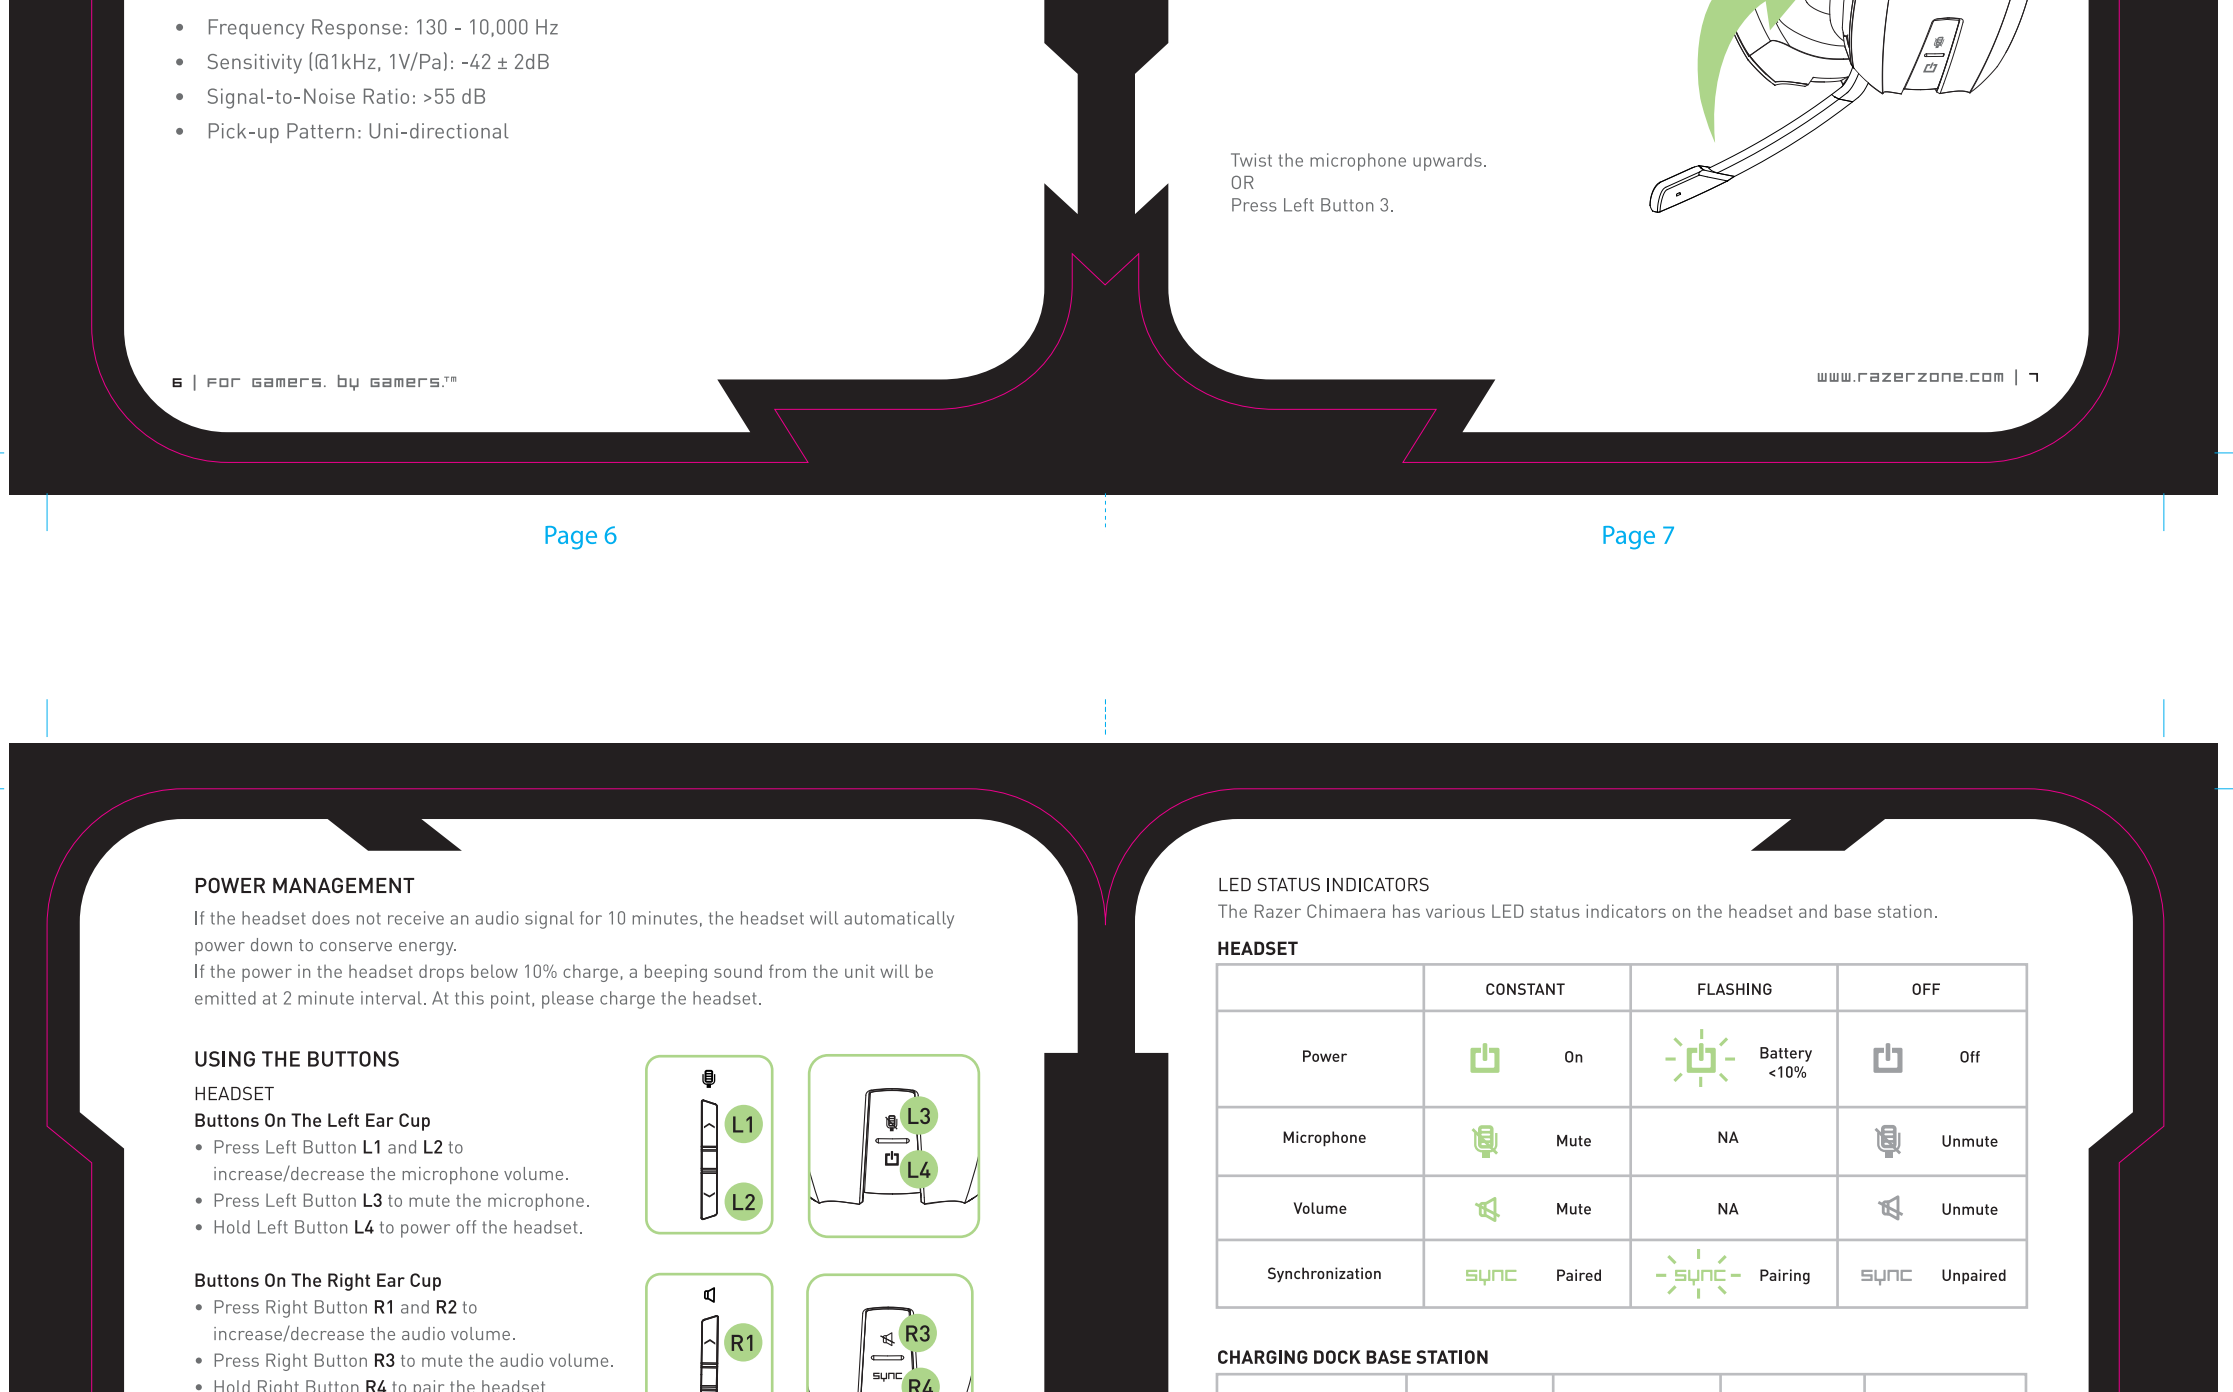 • Frequency Response: 130 - 10,000 Hz
• Sensitivity (@1kHz, 1V/Pa): -42 ± 2dB
• Signal-to-Noise Ratio: >55 dB
• Pick-up Pattern: Uni-directional
6 | For gamers. by gamers.™
Twist the microphone upwards.
OR
Press Left Button 3.
www.razerzone.com | 7
Page 6
Page 7
POWER MANAGEMENT
If the headset does not receive an audio signal for 10 minutes, the headset will automatically
power down to conserve energy.
If the power in the headset drops below 10% charge, a beeping sound from the unit will be
emitted at 2 minute interval. At this point, please charge the headset.
USING THE BUTTONS
HEADSET
Buttons On The Left Ear Cup
• Press Left Button L1 and L2 to
increase/decrease the microphone volume.
• Press Left Button L3 to mute the microphone.
• Hold Left Button L4 to power off the headset.
L1
L2
L3
L4
Buttons On The Right Ear Cup
• Press Right Button R1 and R2 to
increase/decrease the audio volume.
• Press Right Button R3 to mute the audio volume.
• Hold Right Button R4 to pair the headset
R1
R3
sync
R4
LED STATUS INDICATORS
The Razer Chimaera has various LED status indicators on the headset and base station.
HEADSET
CONSTANT FLASHING OFF
Power On Battery <10% Off
Microphone Mute NA Unmute
Volume Mute NA Unmute
Synchronization sync Paired sync Pairing sync Unpaired
CHARGING DOCK BASE STATION